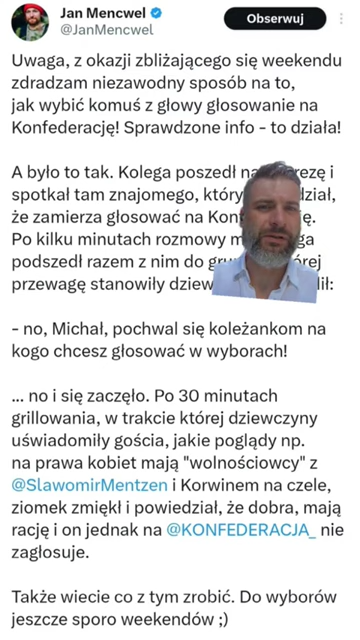 Jan Mencwel
@JanMencwel
Obserwuj
Uwaga, z okazji zbliżającego się weekendu
zdradzam niezawodny sposób na to,
jak wybić komuś z głowy głosowanie na
Konfederację! Sprawdzone info - to działa!
A było to tak. Kolega poszedł na i
spotkał tam znajomego,
że zamierza głosować na
Po kilku minutach rozmowy
podszedł razem z nim do
przewagę stanowiły
- no, Michał, pochwal się koleżankom na
kogo chcesz głosować w wyborach!
... no i się zaczęło. Po 30 minutach
grillowania, w trakcie której dziewczyny
uświadomiły gościa, jakie poglądy np.
na prawa kobiet mają "wolnościowcy" z
@SlawomirMentzen i Korwinem na czele,
ziomek zmiękł i powiedział, że dobra, mają
rację i on jednak na @KONFEDERACJA_ nie
zagłosuje.
Także wiecie co z tym zrobić. Do wyborów
jeszcze sporo weekendów ;)